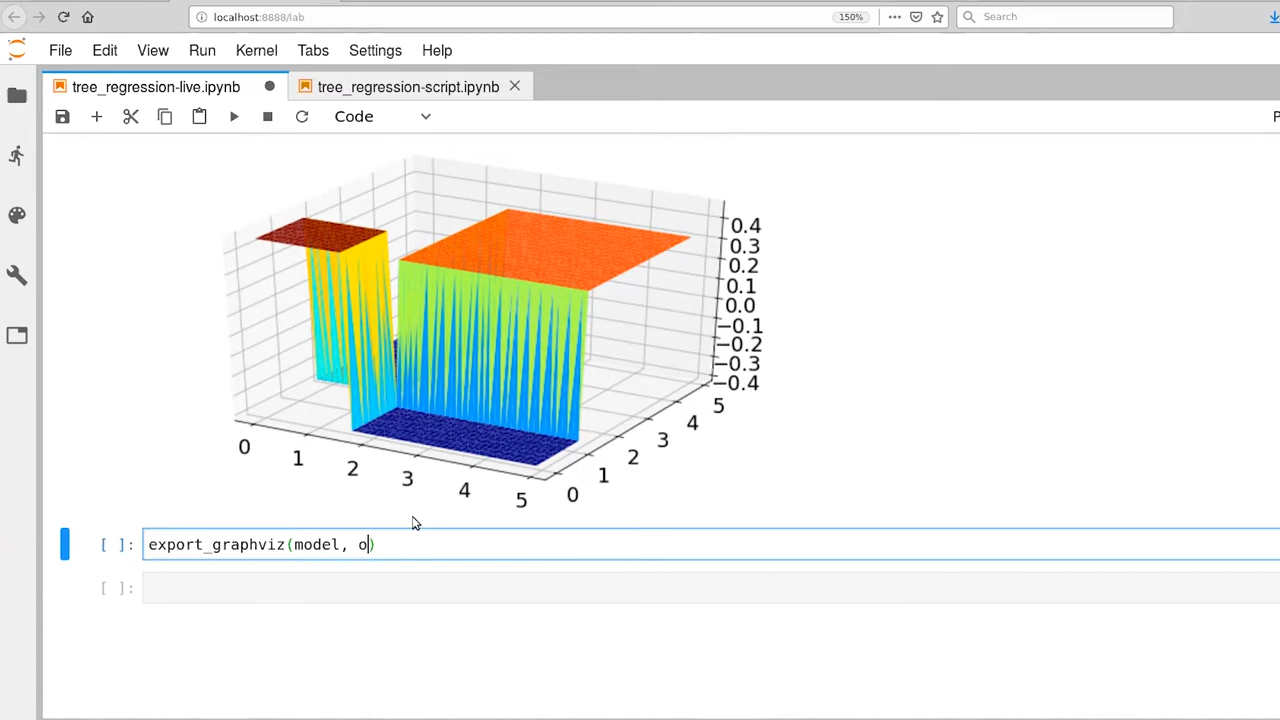 localhost:8888/lab
150%
Search
File Edit View Run Kernel Tabs Settings Help
tree_regression-live.ipynb
tree_regression-script.ipynb
Code
P
0.4
0.3
0.2
0.1
0.0
−0.1
−0.2
−0.3
−0.4
0 1 2 3 4 5
0 1 2 3 4 5
[ ]: export_graphviz(model, o)
[ ]: